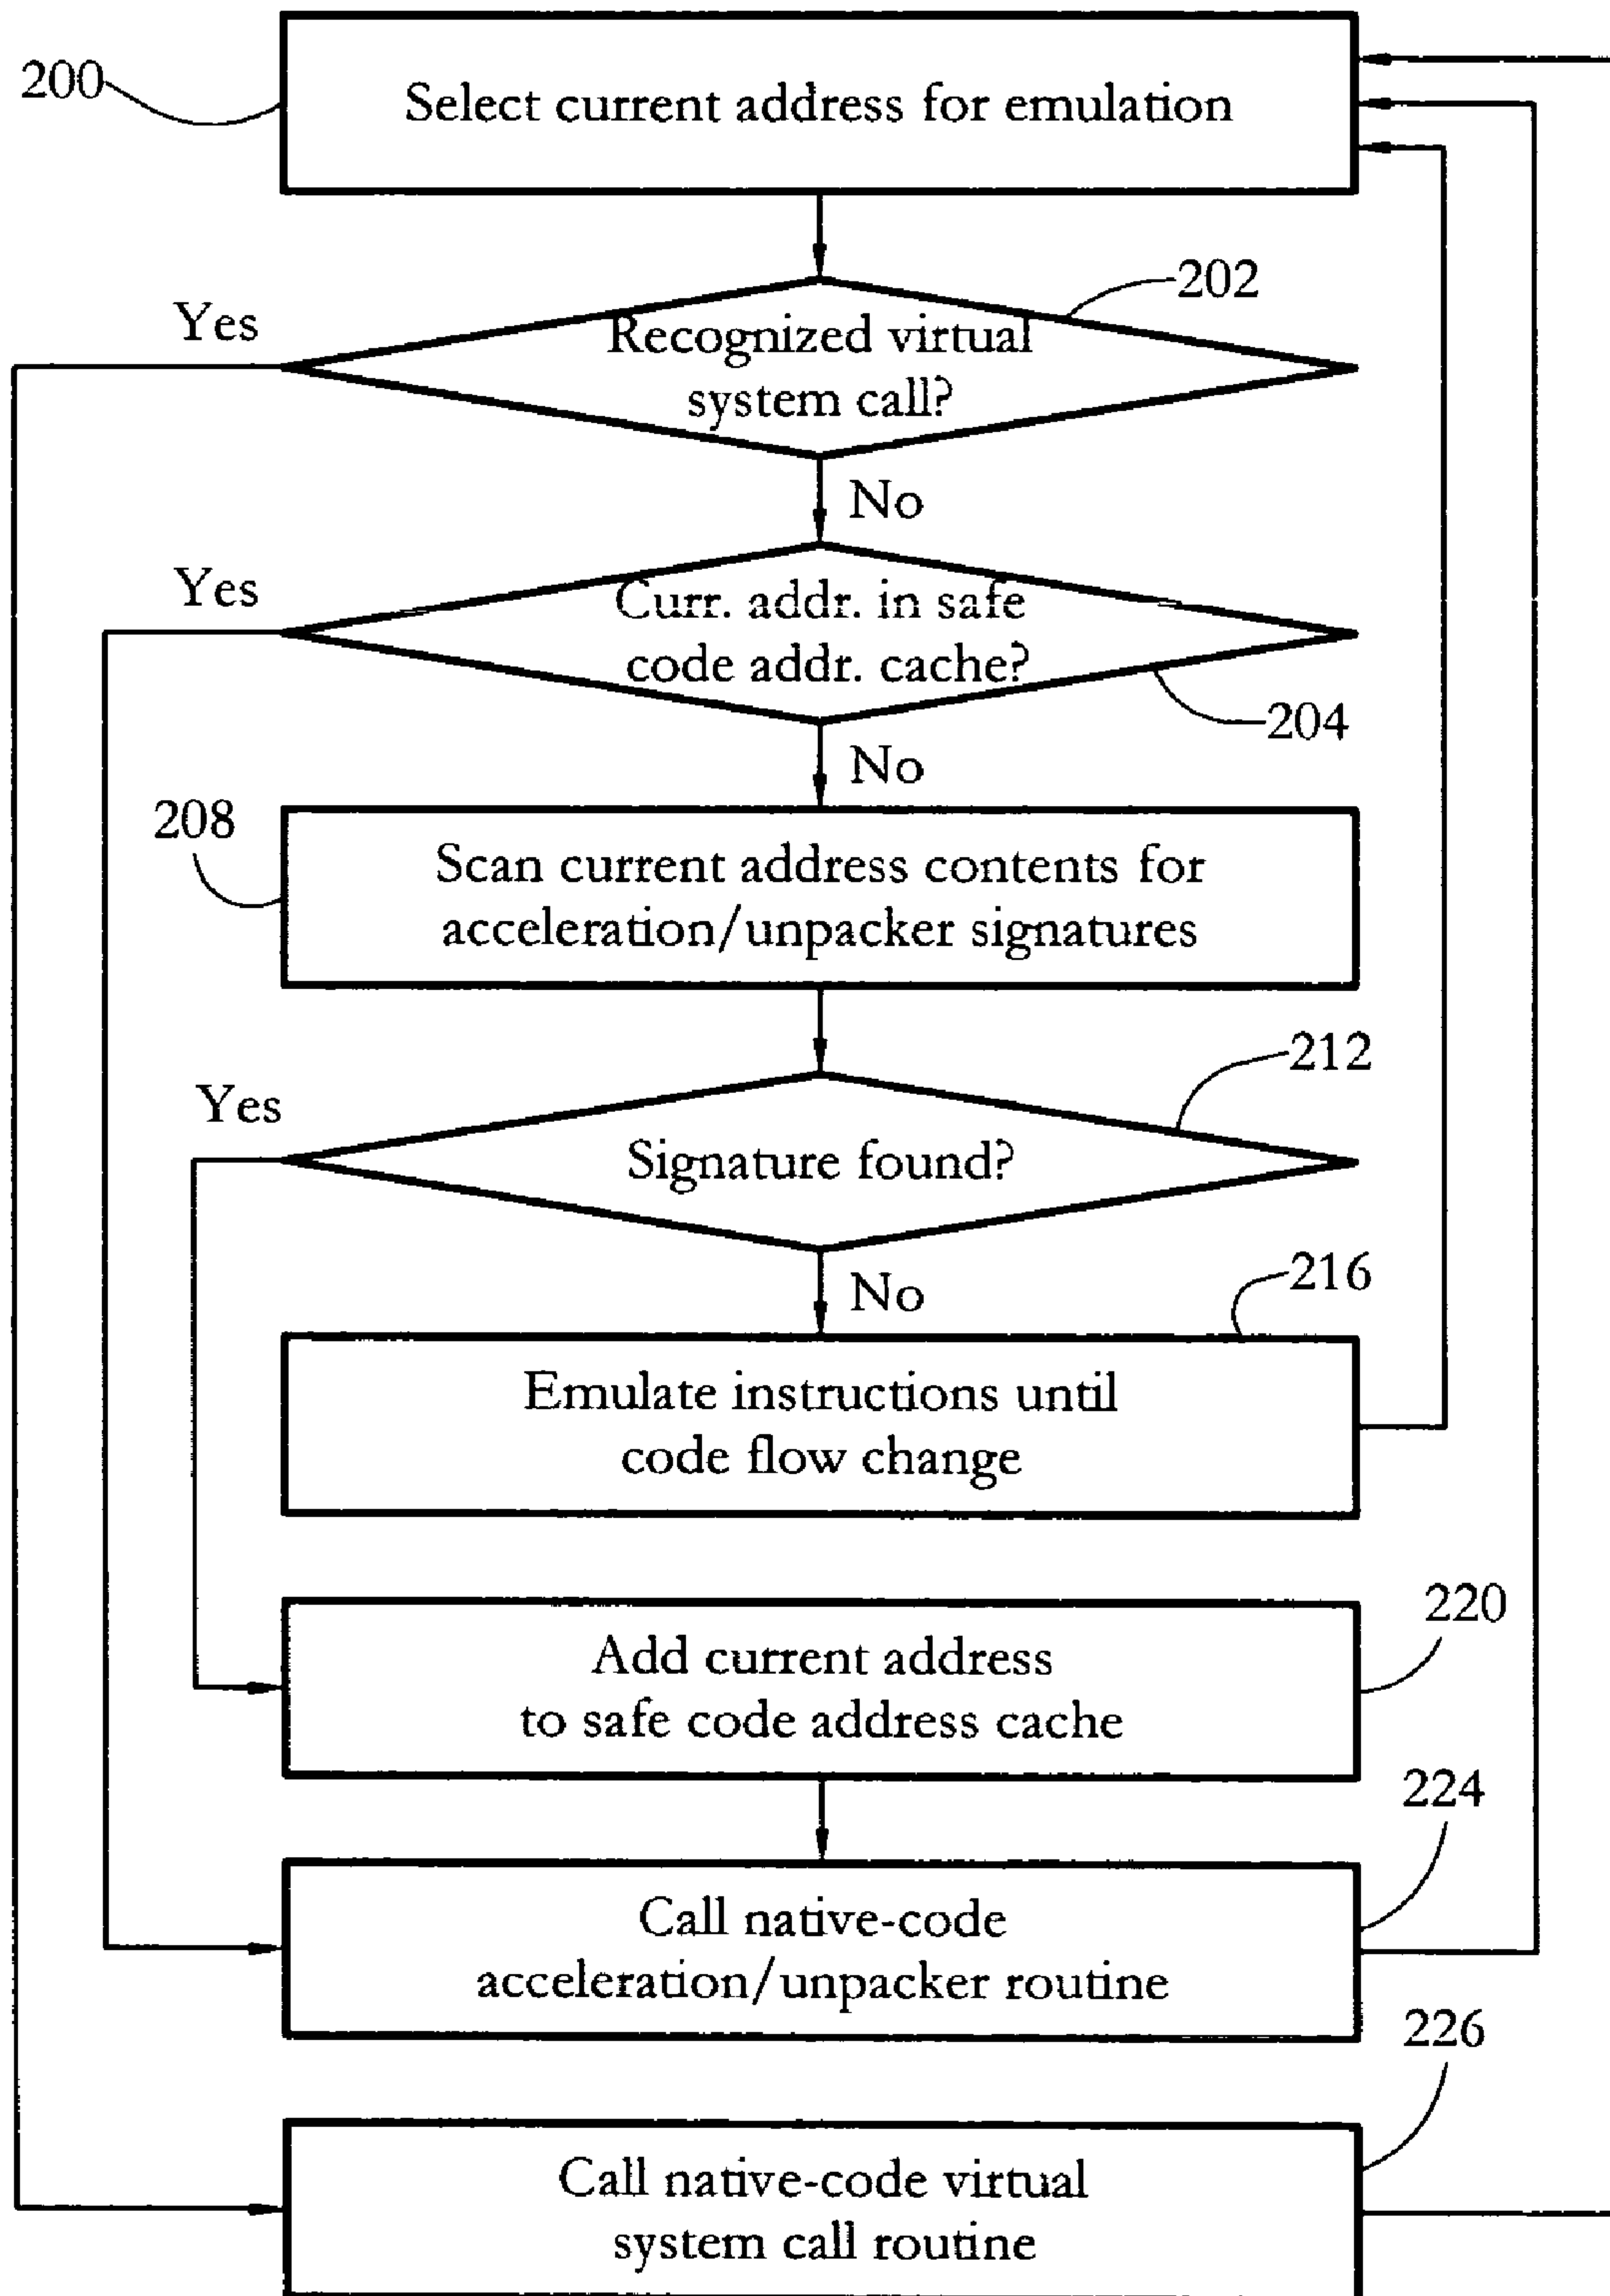 200
Select current address for emulation
202
Yes
Recognized virtual
system call?
No
Yes
Curr. addr. in safe
code addr. cache?
204
No
208
Scan current address contents for
acceleration/unpacker signatures
212
Yes
Signature found?
216
No
Emulate instructions until
code flow change
220
Add current address
to safe code address cache
224
Call native-code
acceleration/unpacker routine
226
Call native-code virtual
system call routine